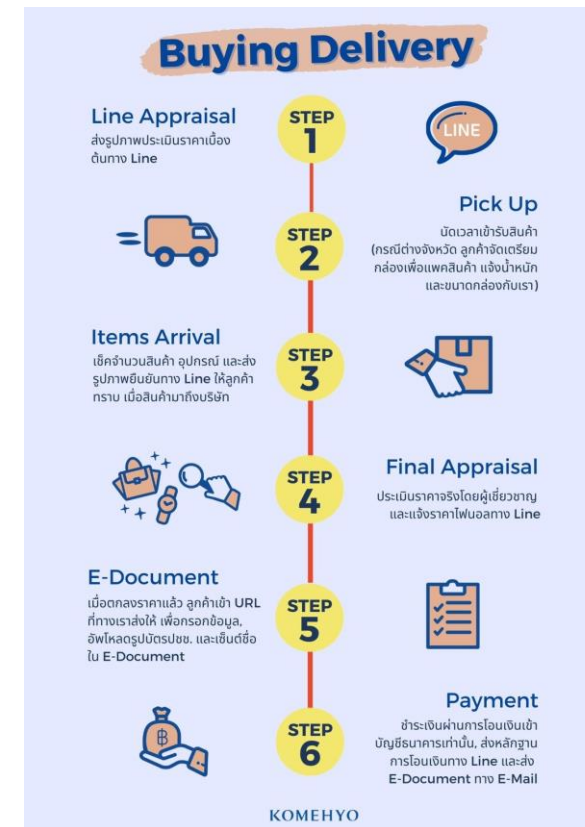 Buying Delivery
Line Appraisal
ส่งรูปภาพประเมินราคาเบื้อง
ต้นทาง Line
STEP
1
LINE
STEP
2
Pick Up
นัดเวลาเข้ารับสินค้า
(กรณีต่างจังหวัด ลูกค้าจัดเตรียม
กล่องเพื่อแพคสินค้า แจ้งน้ำหนัก
และขนาดกล่องกับเรา)
Items Arrival
เช็คจำนวนสินค้า อุปกรณ์ และส่ง
รูปภาพยืนยันทาง Line ให้ลูกค้า
ทราบ เมื่อสินค้ามาถึงบริษัท
STEP
3
STEP
4
Final Appraisal
ประเมินราคาจริงโดยผู้เชี่ยวชาญ
และแจ้งราคาไฟนอลทาง Line
E-Document
เมื่อตกลงราคาแล้ว ลูกค้าเข้า URL
ที่ทางเราส่งให้ เพื่อกรอกข้อมูล,
อัพโหลดรูปบัตรปชช. และเซ็นต์ชื่อ
ใน E-Document
STEP
5
฿
STEP
6
Payment
ชำระเงินผ่านการโอนเงินเข้า
บัญชีธนาคารเท่านั้น, ส่งหลักฐาน
การโอนเงินทาง Line และส่ง
E-Document ทาง E-Mail
KOMEHYO